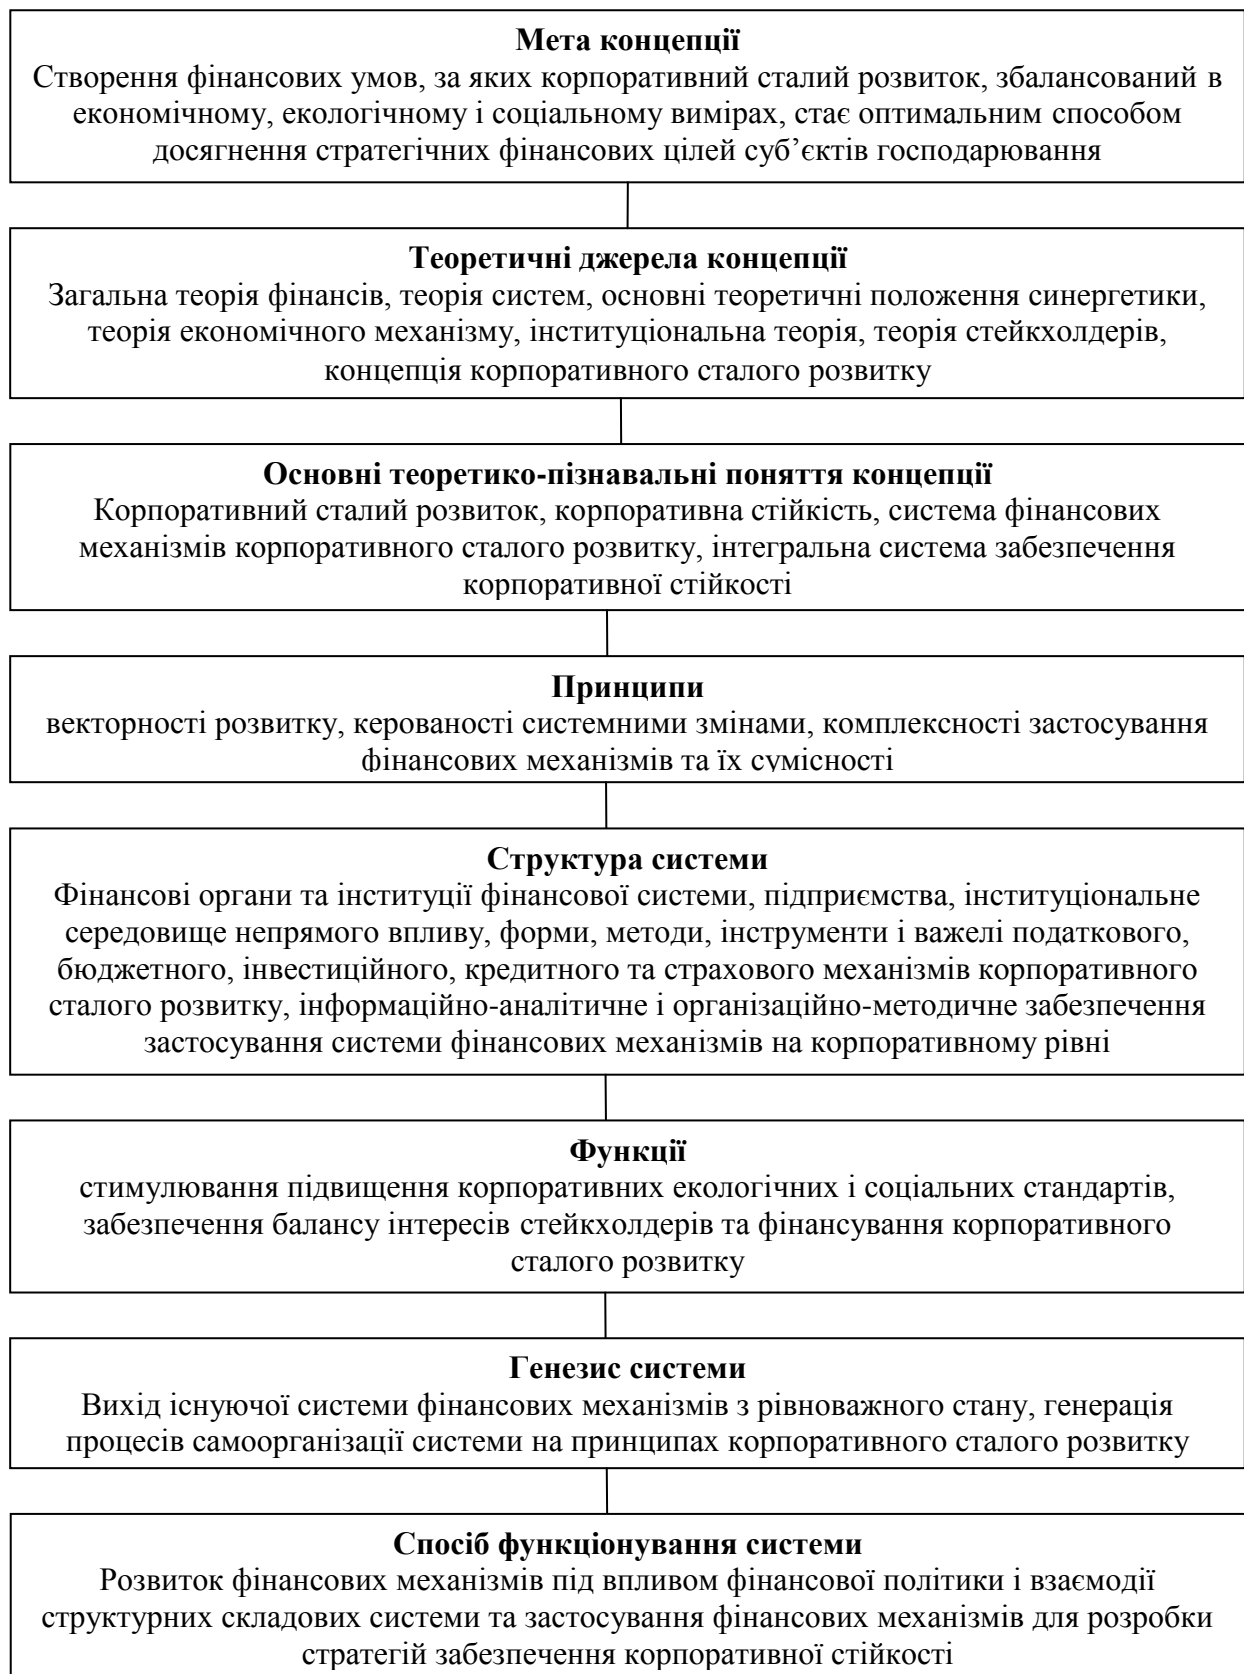 Мета концепції
Створення фінансових умов, за яких корпоративний сталий розвиток, збалансований в
економічному, екологічному і соціальному вимірах, стає оптимальним способом
досягнення стратегічних фінансових цілей суб’єктів господарювання
Теоретичні джерела концепції
Загальна теорія фінансів, теорія систем, основні теоретичні положення синергетики,
теорія економічного механізму, інституціональна теорія, теорія стейкхолдерів,
концепція корпоративного сталого розвитку
Основні теоретико-пізнавальні поняття концепції
Корпоративний сталий розвиток, корпоративна стійкість, система фінансових
механізмів корпоративного сталого розвитку, інтегральна система забезпечення
корпоративної стійкості
Принципи
векторності розвитку, керованості системними змінами, комплексності застосування
фінансових механізмів та їх сумісності
Структура системи
Фінансові органи та інституції фінансової системи, підприємства, інституціональне
середовище непрямого впливу, форми, методи, інструменти і важелі податкового,
бюджетного, інвестиційного, кредитного та страхового механізмів корпоративного
сталого розвитку, інформаційно-аналітичне і організаційно-методичне забезпечення
застосування системи фінансових механізмів на корпоративному рівні
Функції
стимулювання підвищення корпоративних екологічних і соціальних стандартів,
забезпечення балансу інтересів стейкхолдерів та фінансування корпоративного
сталого розвитку
Генезис системи
Вихід існуючої системи фінансових механізмів з рівноважного стану, генерація
процесів самоорганізації системи на принципах корпоративного сталого розвитку
Спосіб функціонування системи
Розвиток фінансових механізмів під впливом фінансової політики і взаємодії
структурних складових системи та застосування фінансових механізмів для розробки
стратегій забезпечення корпоративної стійкості